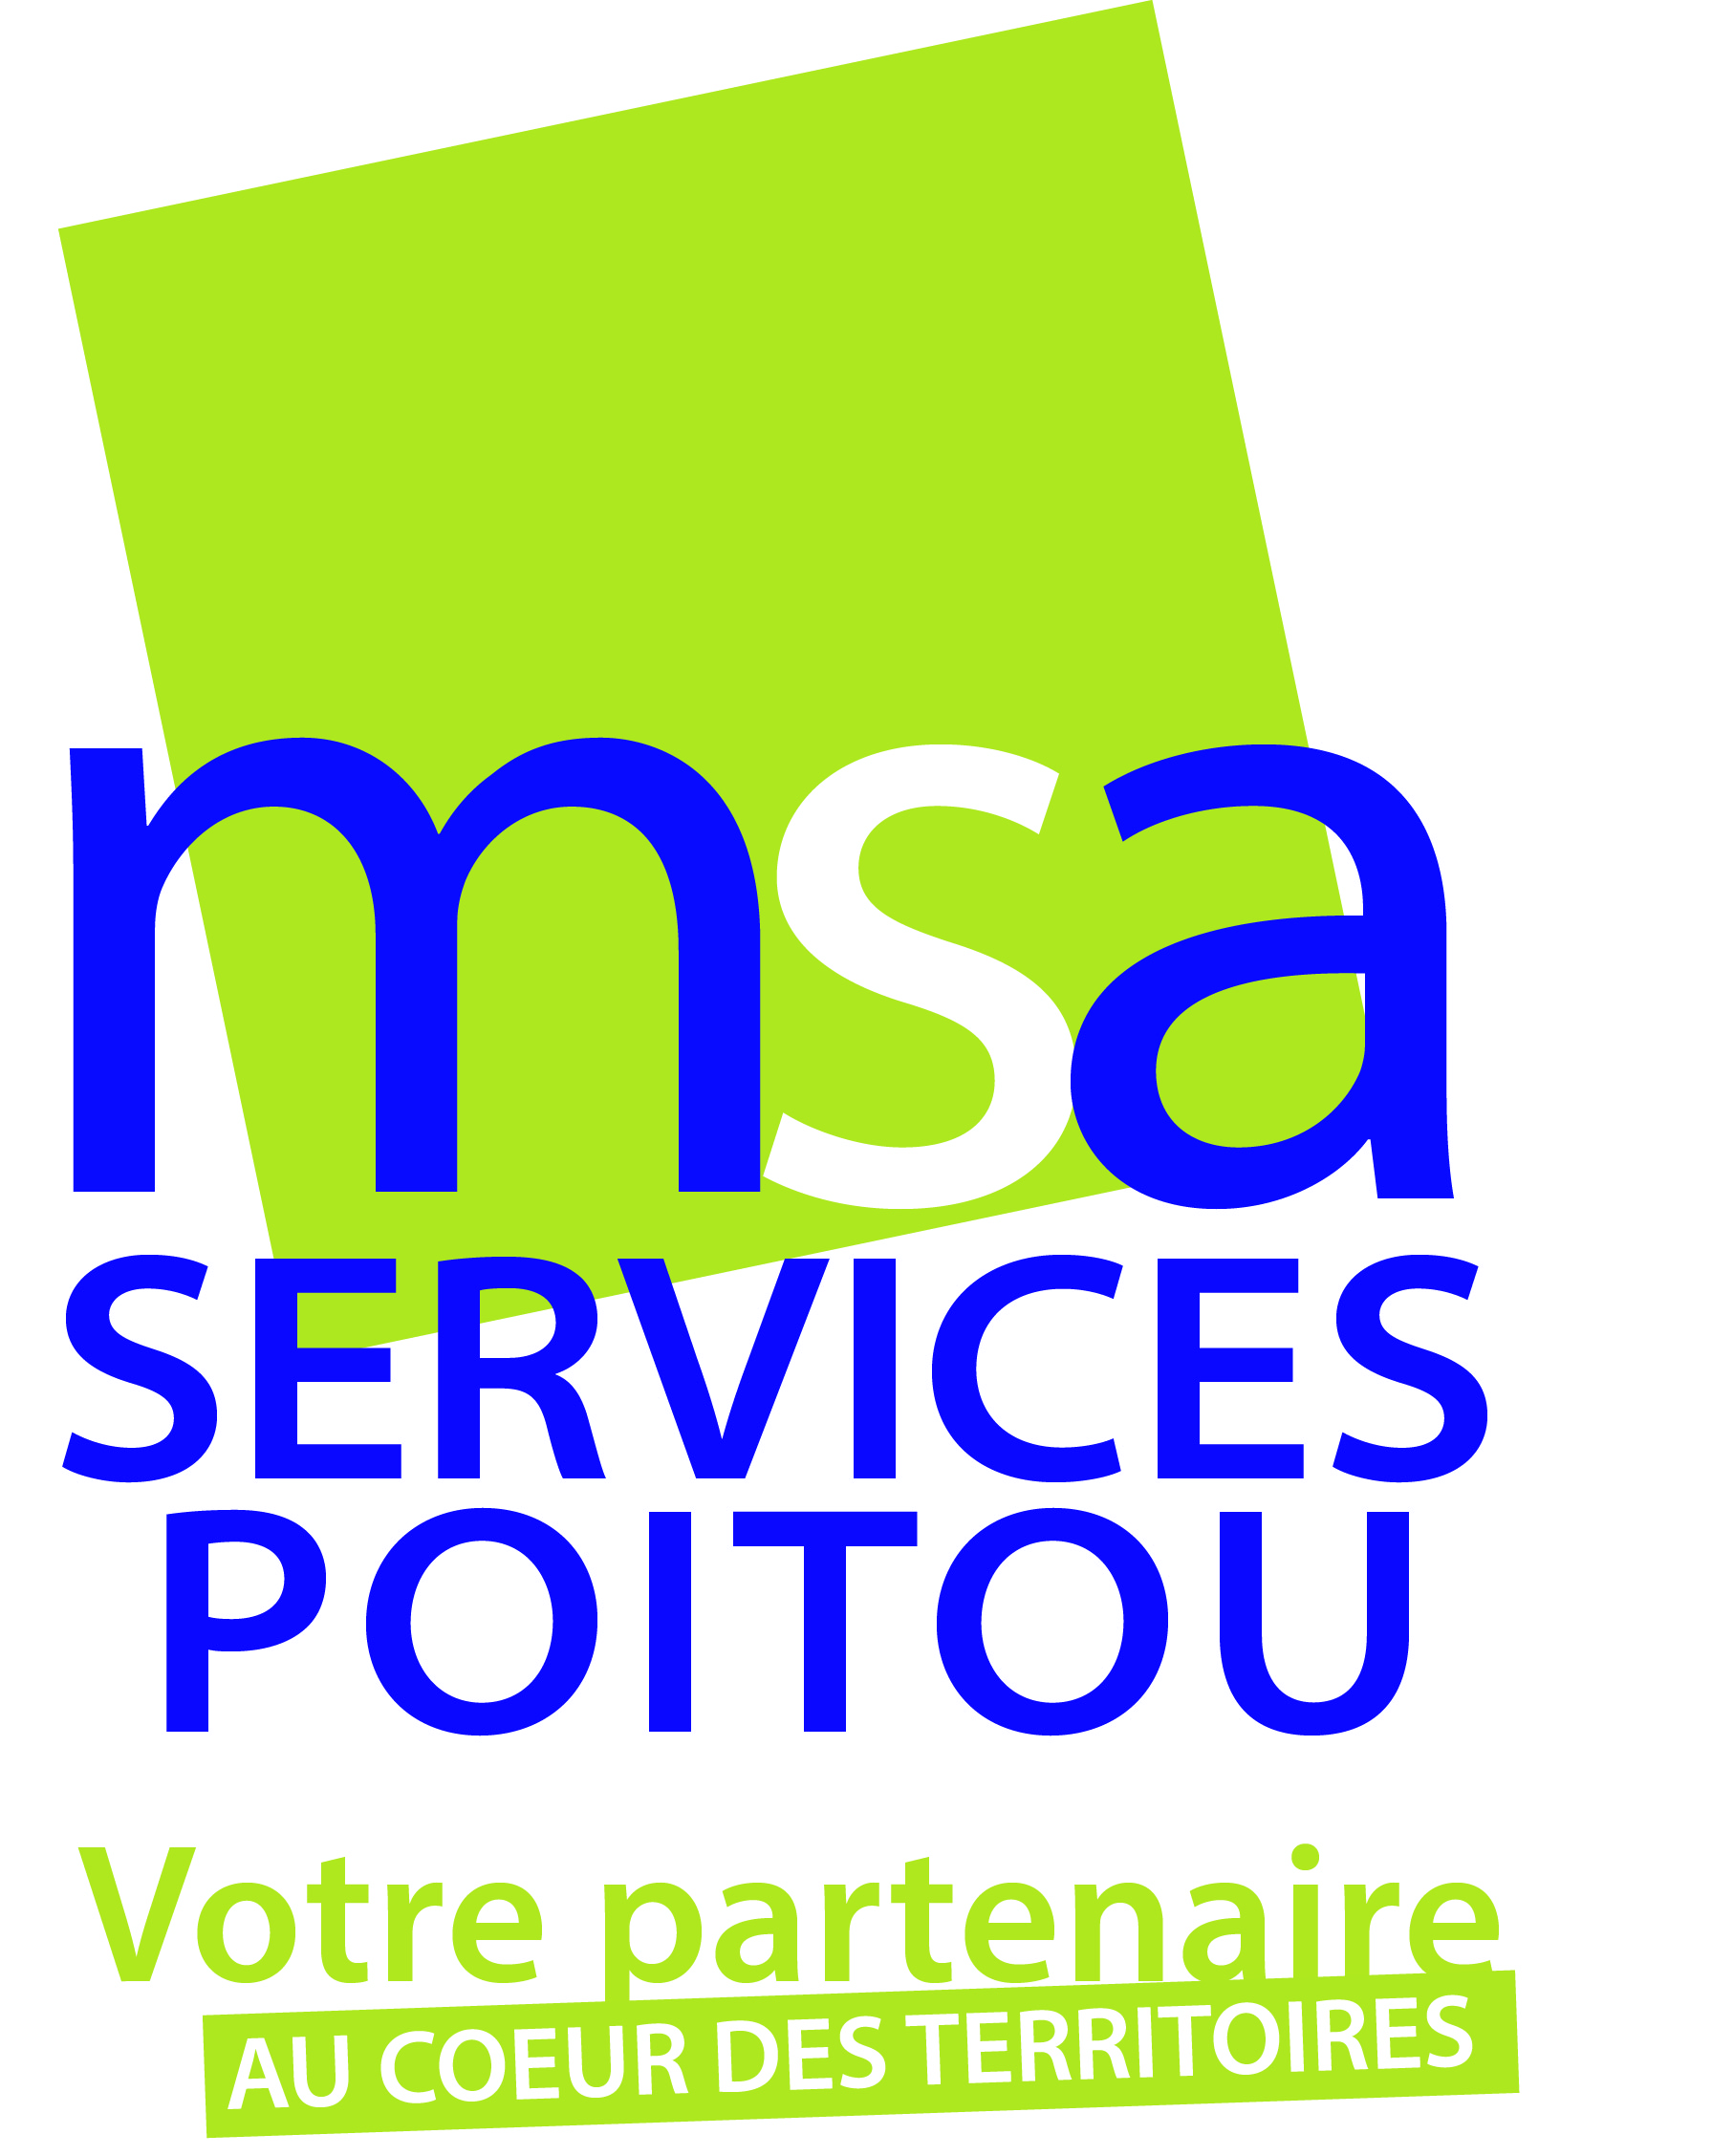 msa
SERVICES
POITOU
Votre partenaire
AU COEUR DES TERRITOIRES